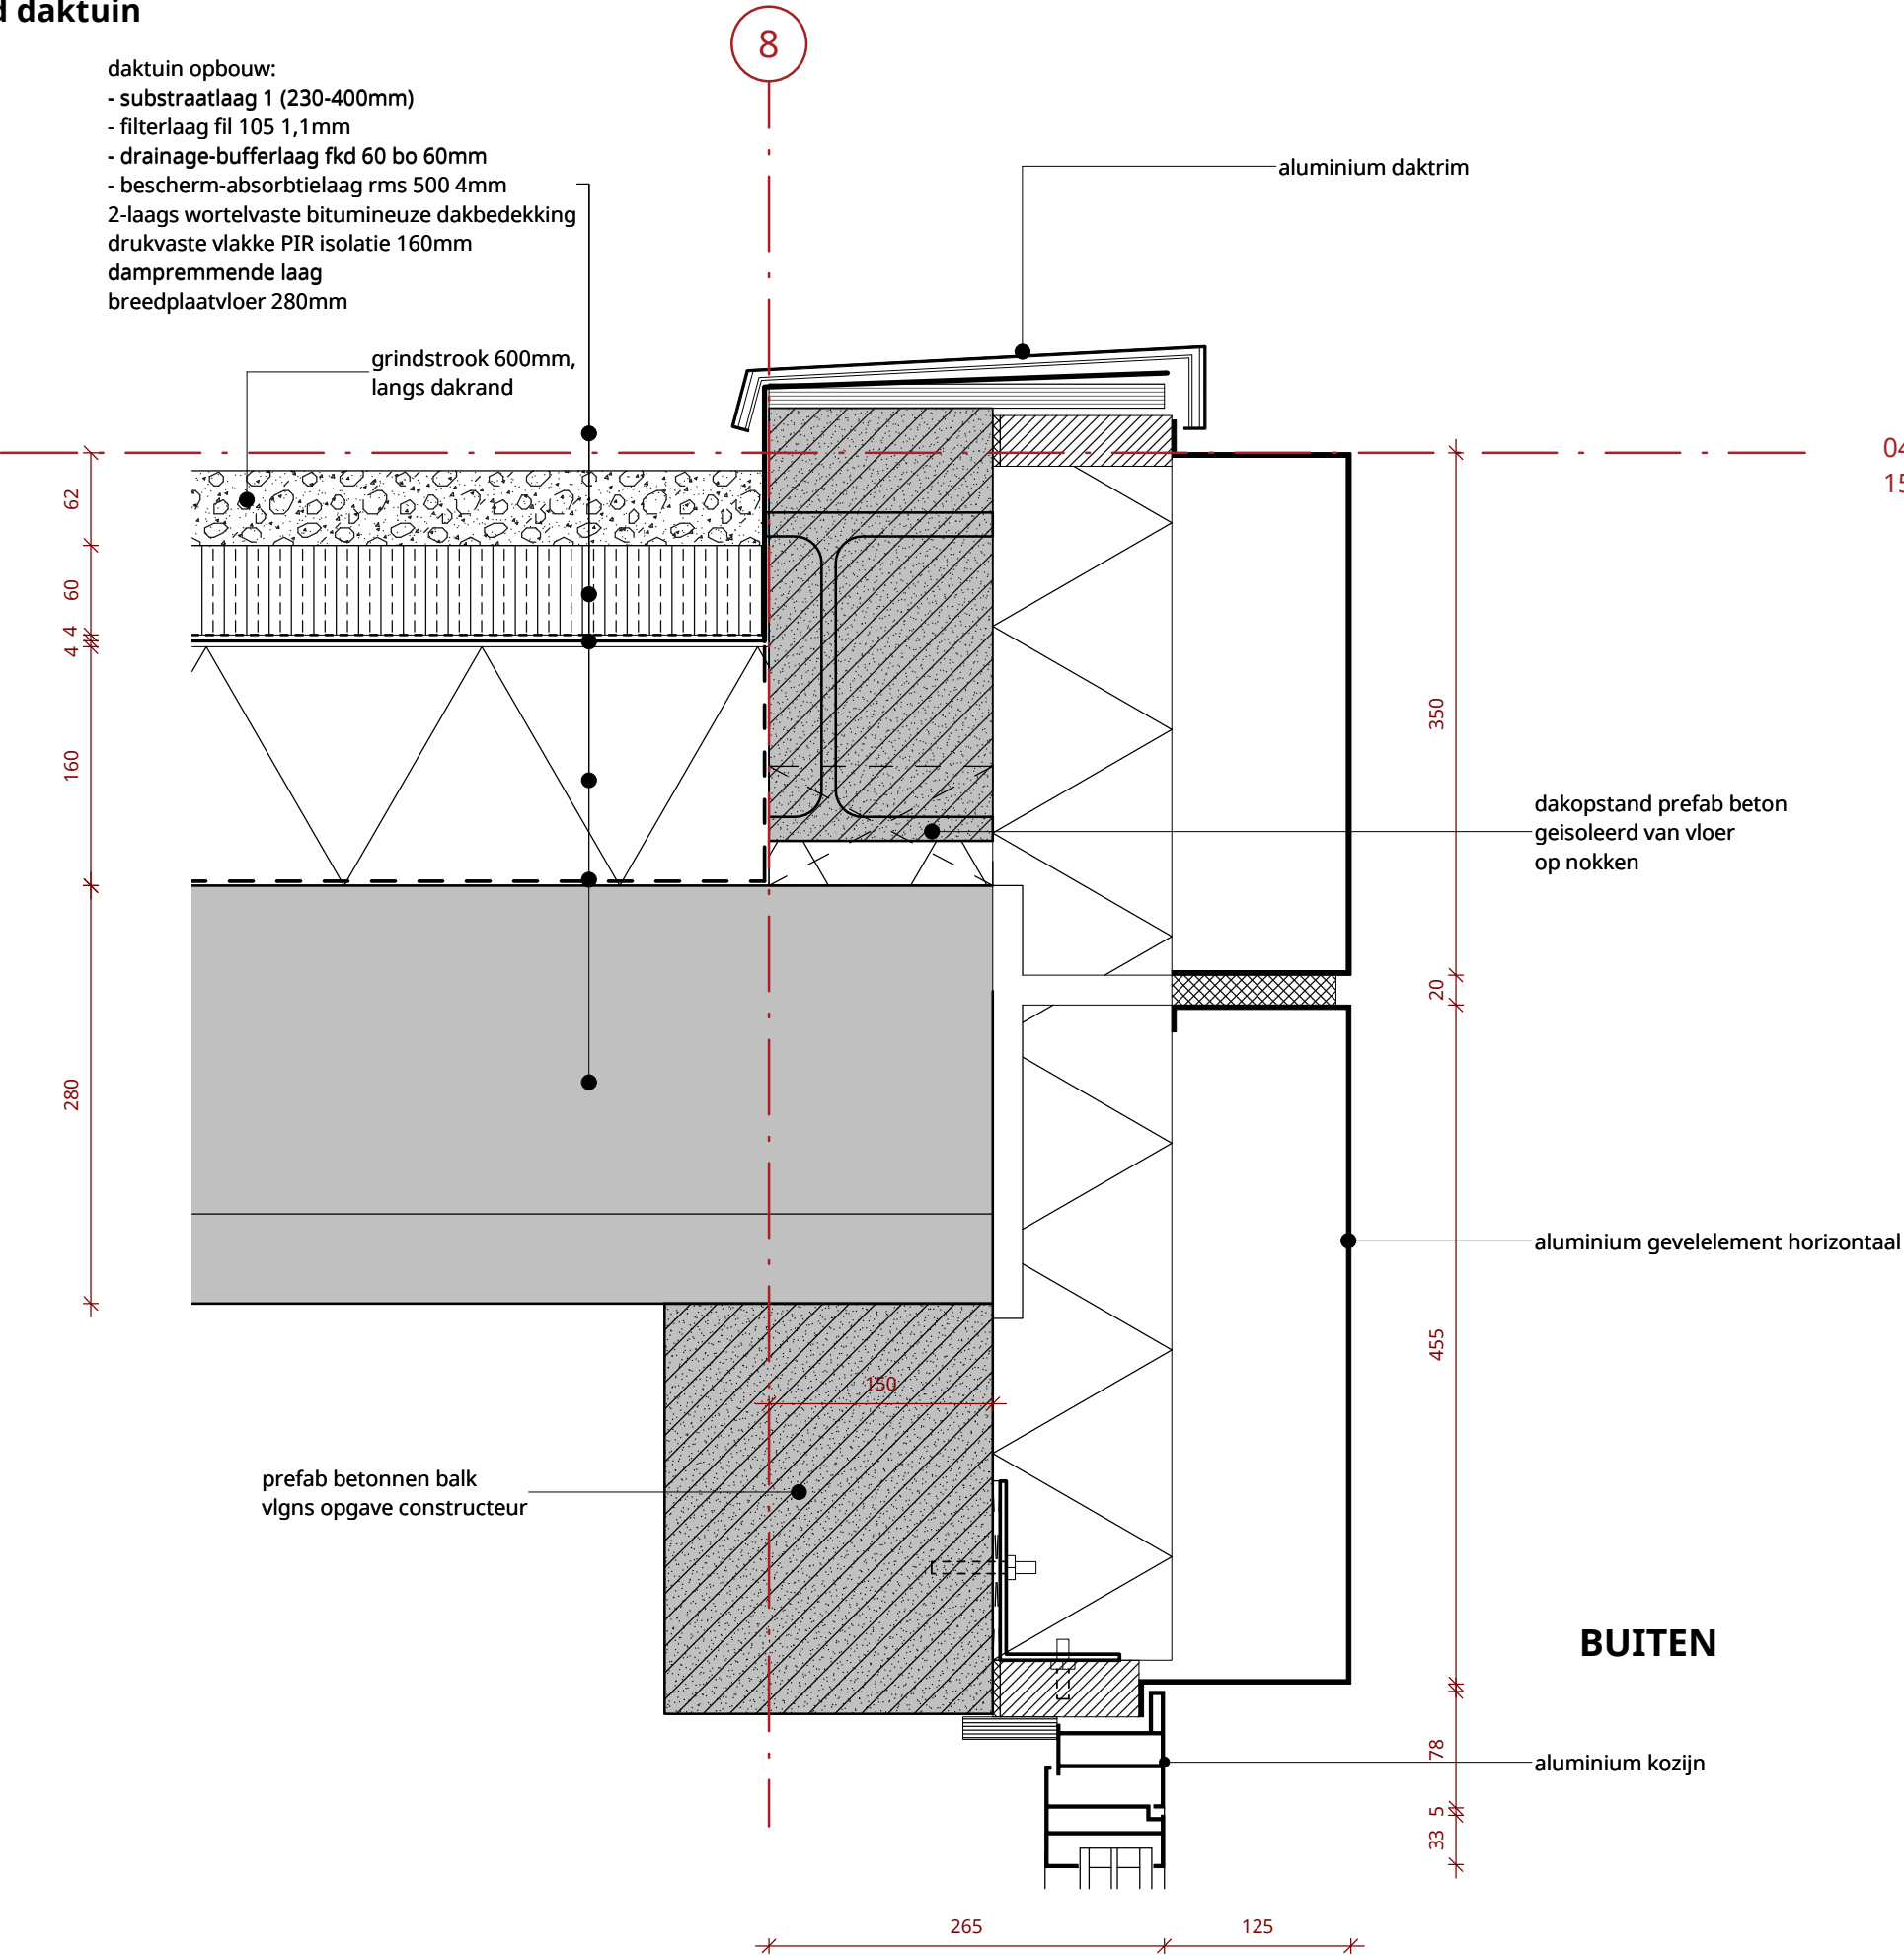 d daktuin
8
daktuin opbouw:
- substraatlaag 1 (230-400mm)
- filterlaag fil 105 1,1mm
- drainage-bufferlaag fkd 60 bo 60mm
- bescherm-absorbtielaag rms 500 4mm
2-laags wortelvaste bitumineuze dakbedekking
drukvaste vlakke PIR isolatie 160mm
dampremmende laag
breedplaatvloer 280mm
aluminium daktrim
grindstrook 600mm,
langs dakrand
04
15
62
60
4
4
160
280
350
20
455
78
5
33
dakopstand prefab beton
geisoleerd van vloer
op nokken
aluminium gevelelement horizontaal
150
prefab betonnen balk
vlgns opgave constructeur
BUITEN
aluminium kozijn
265
125